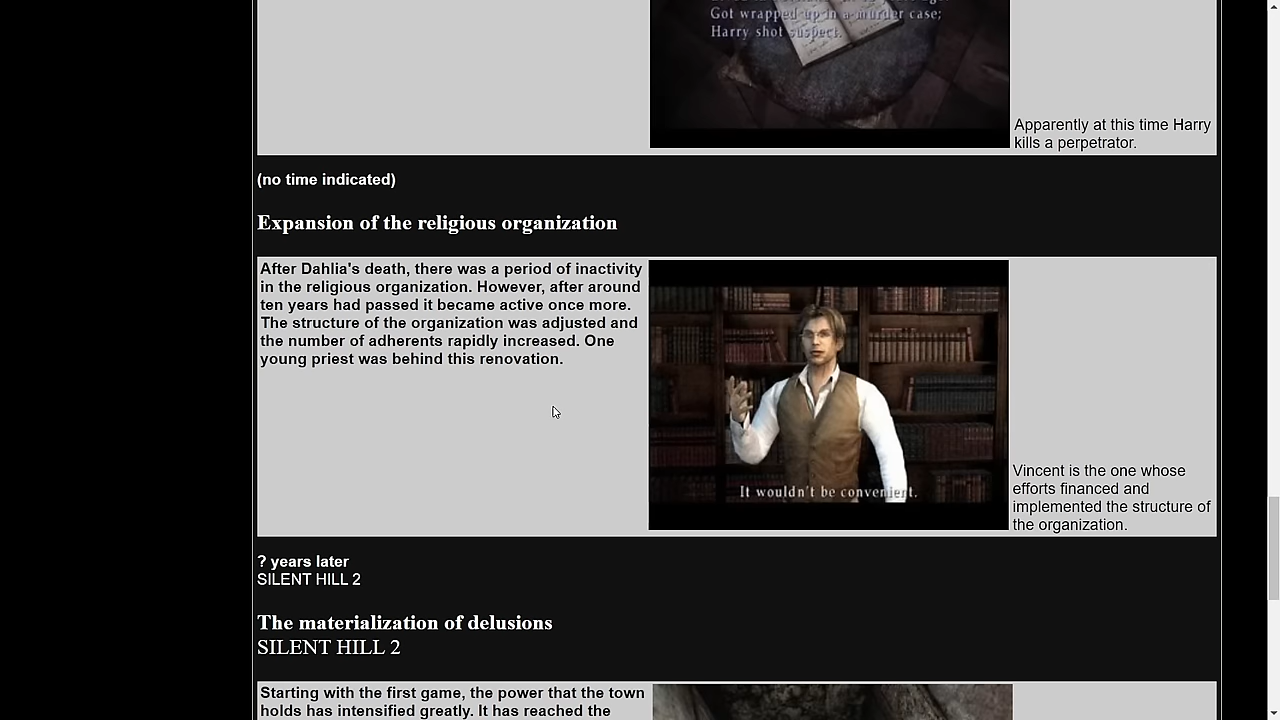 Got wrapped up in a murder case;
Harry shot suspect.
Apparently at this time Harry
kills a perpetrator.
(no time indicated)
Expansion of the religious organization
After Dahlia's death, there was a period of inactivity
in the religious organization. However, after around
ten years had passed it became active once more.
The structure of the organization was adjusted and
the number of adherents rapidly increased. One
young priest was behind this renovation.
It wouldn't be convenient.
Vincent is the one whose
efforts financed and
implemented the structure of
the organization.
? years later
SILENT HILL 2
The materialization of delusions
SILENT HILL 2
Starting with the first game, the power that the town
holds has intensified greatly. It has reached the